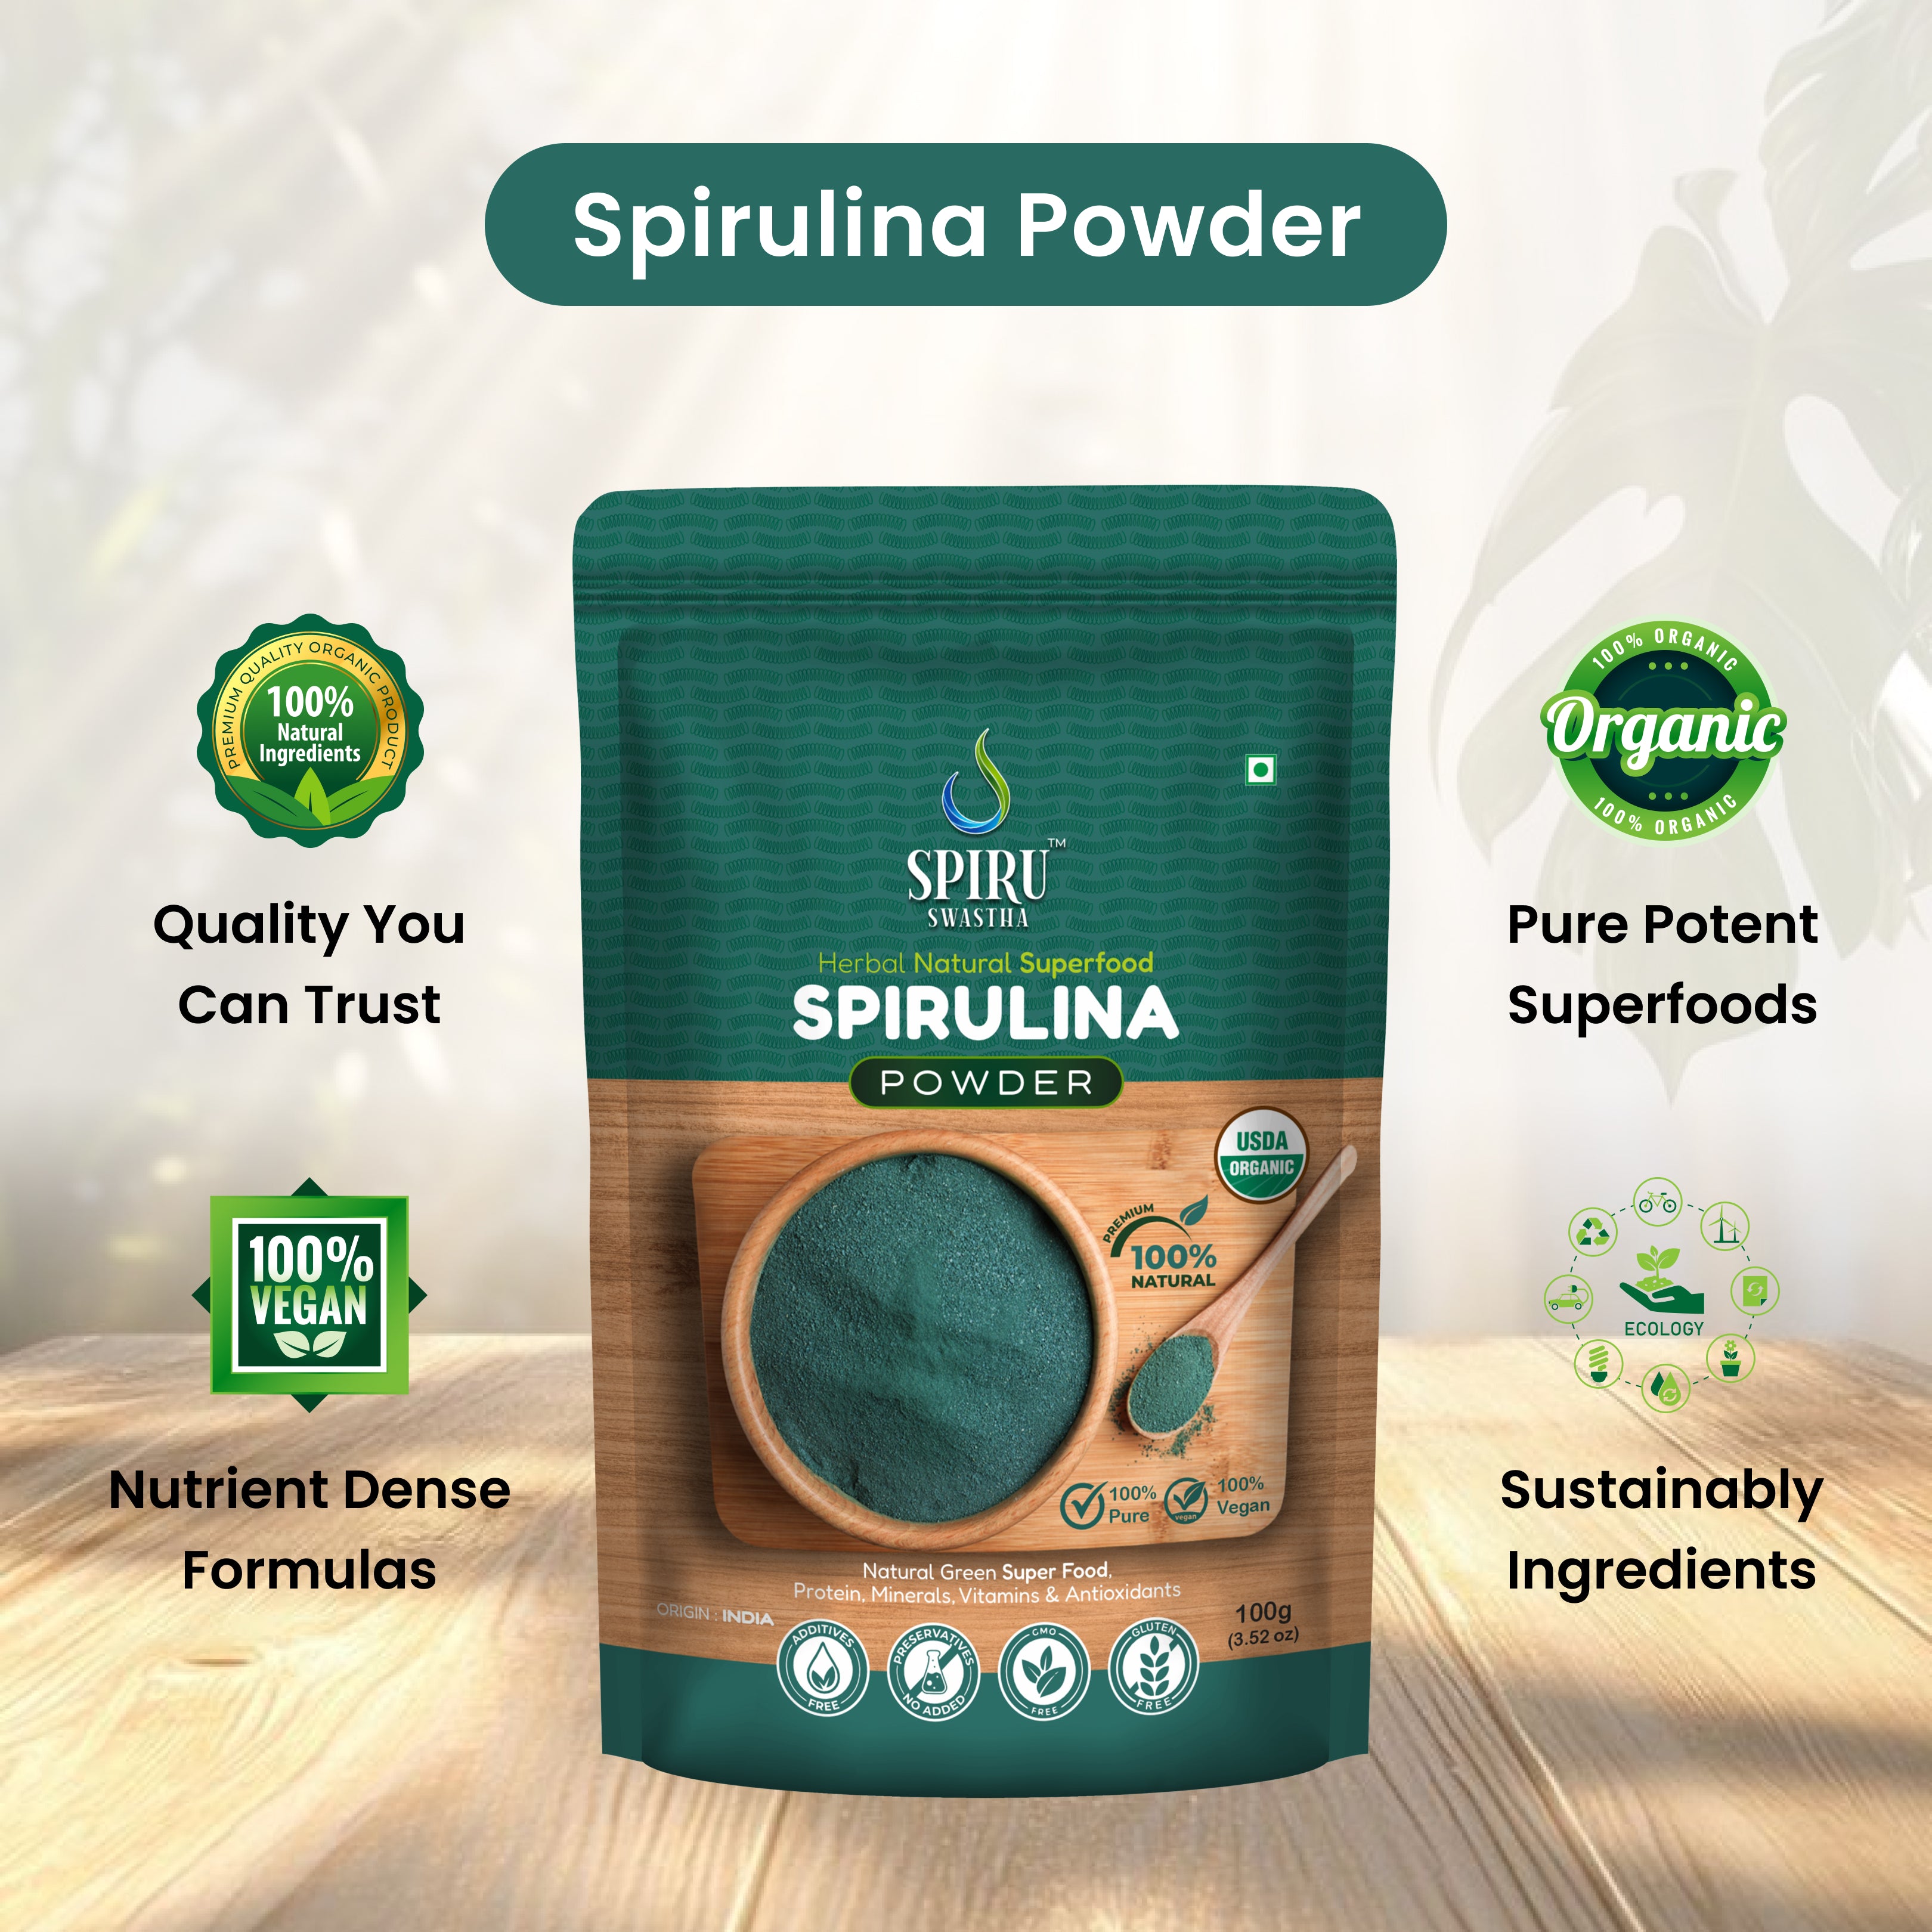 Spirulina Powder
PREMIUM QUALITY ORGANIC PRODUCT
100%
Natural
Ingredients
Quality You
Can Trust
100%
VEGAN
Nutrient Dense
Formulas
SPIRU™
SWASTHA
Herbal Natural Superfood
SPIRULINA
POWDER
USDA
ORGANIC
PREMIUM
100%
NATURAL
100%
Pure
vegan
100%
Vegan
Natural Green Super Food,
Protein, Minerals, Vitamins & Antioxidants
ORIGIN : INDIA
100g
(3.52 oz)
ADDITIVES
FREE
PRESERVATIVES
NO ADDED
GMO
FREE
GLUTEN
FREE
100% ORGANIC
Organic
100% ORGANIC
Pure Potent
Superfoods
ECOLOGY
Sustainably
Ingredients